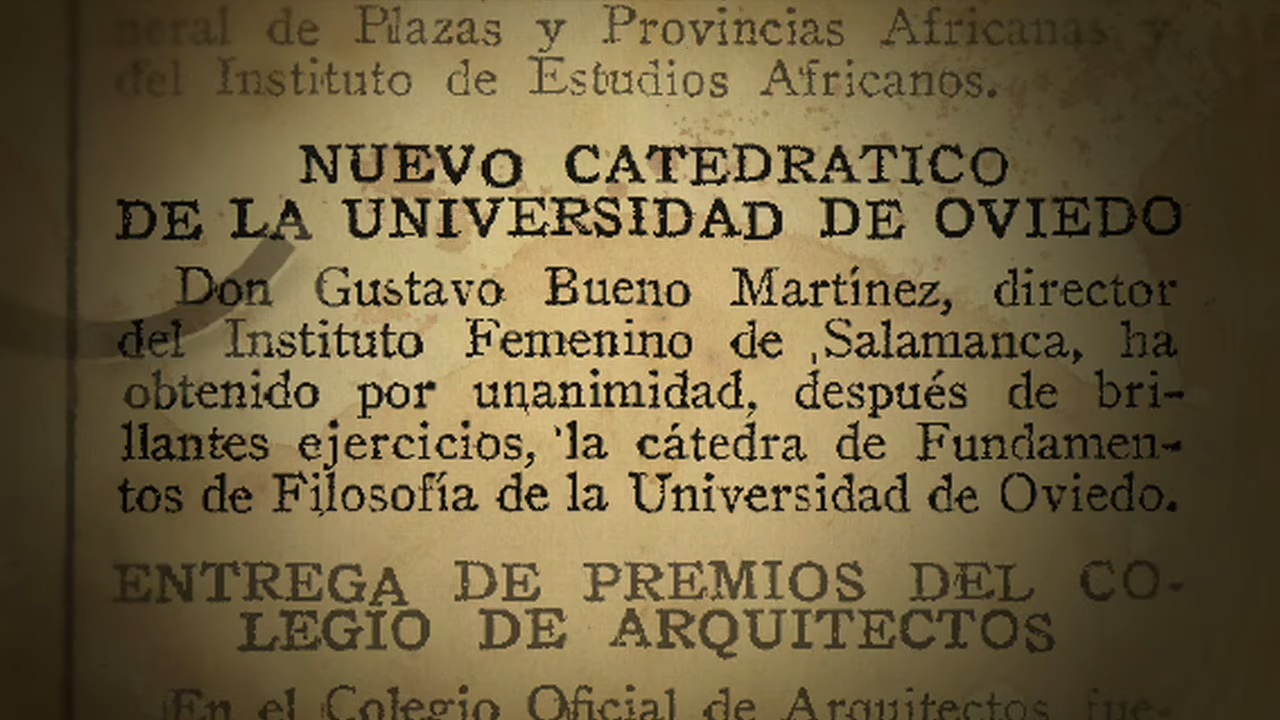 neral de Plazas y Provincias Africanas y
del Instituto de Estudios Africanos.
NUEVO CATEDRATICO
DE LA UNIVERSIDAD DE OVIEDO
Don Gustavo Bueno Martínez, director
del Instituto Femenino de Salamanca, ha
obtenido por unanimidad, después de bri-
llantes ejercicios, la cátedra de Fundamen-
tos de Filosofía de la Universidad de Oviedo.
ENTREGA DE PREMIOS DEL CO-
LEGIO DE ARQUITECTOS
En el Colegio Oficial de Arquitectos fue-